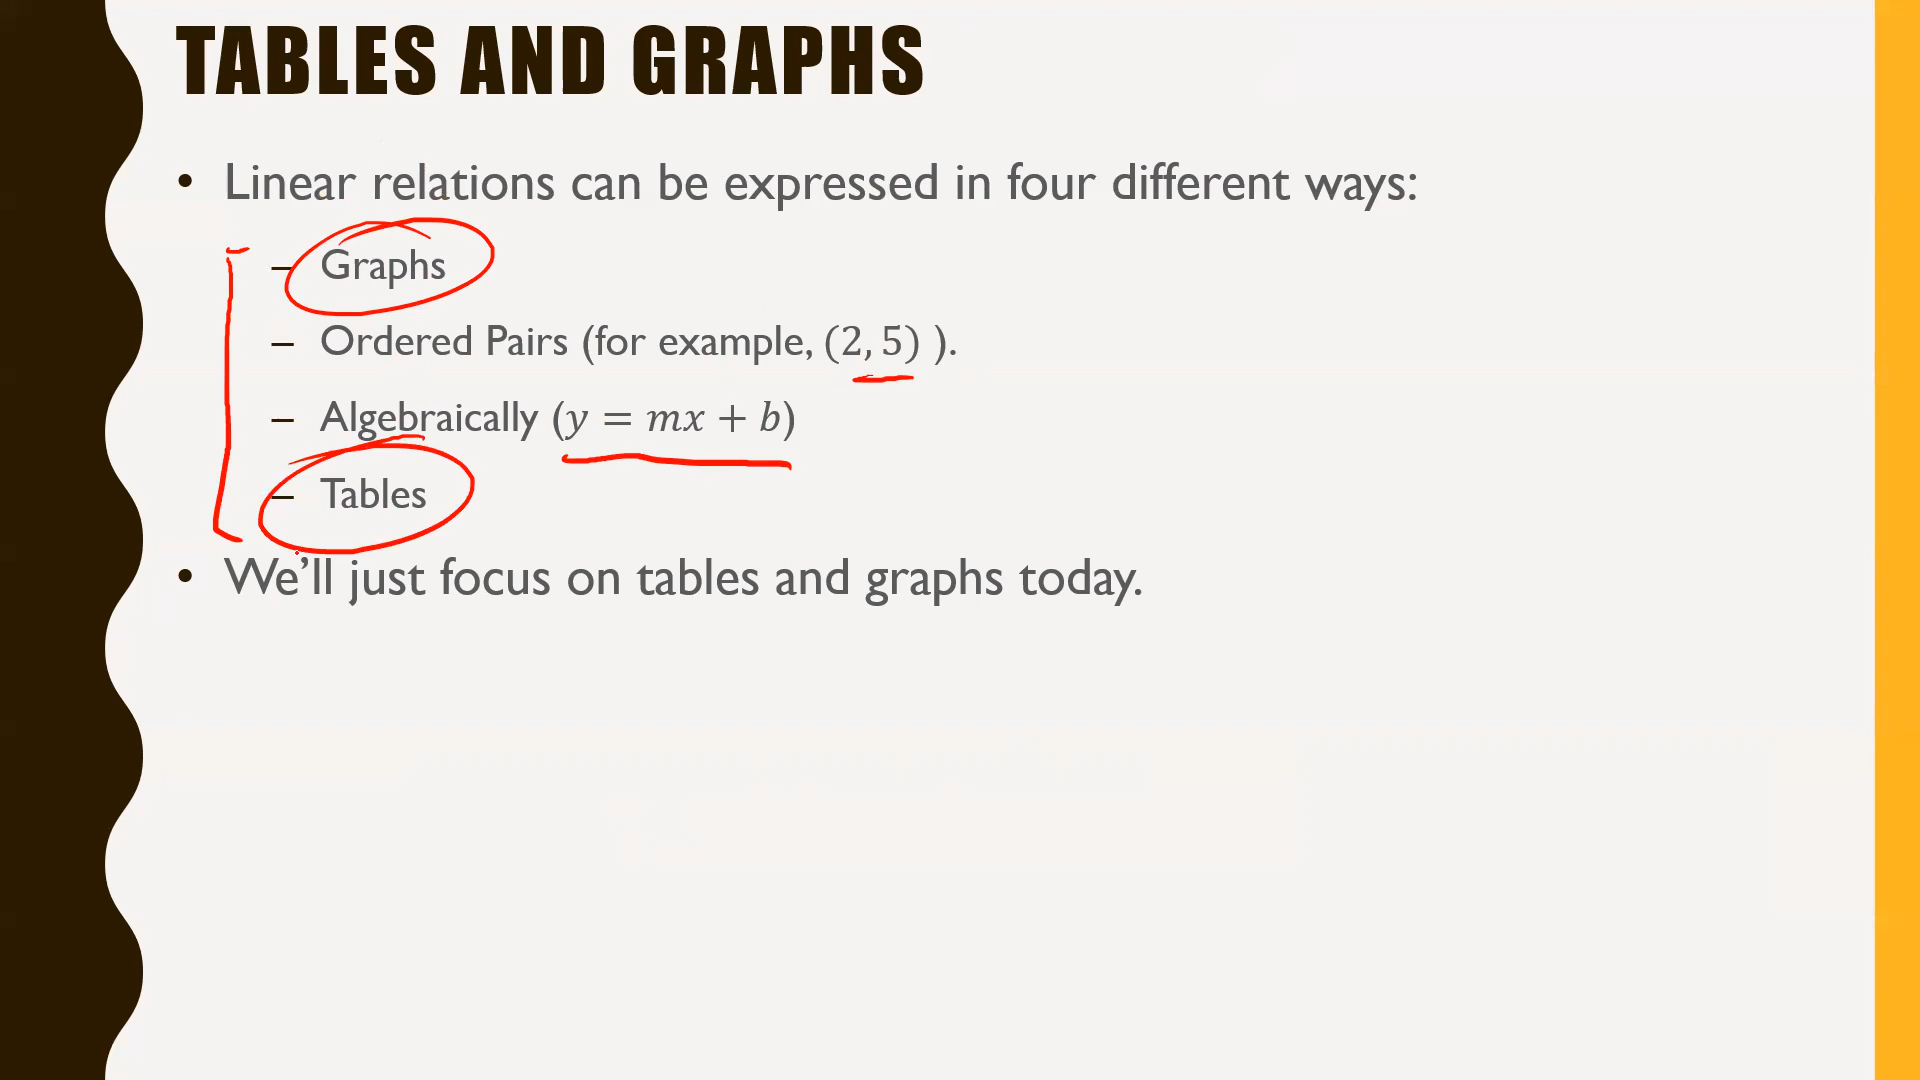 TABLES AND GRAPHS
• Linear relations can be expressed in four different ways:
– Graphs
– Ordered Pairs (for example, (2, 5) ).
– Algebraically (y = mx + b)
– Tables
• We’ll just focus on tables and graphs today.